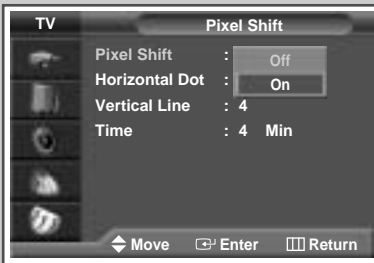 TV Pixel Shift
Pixel Shift : Off
Horizontal Dot : On
Vertical Line : 4
Time : 4 Min
Move Enter Return